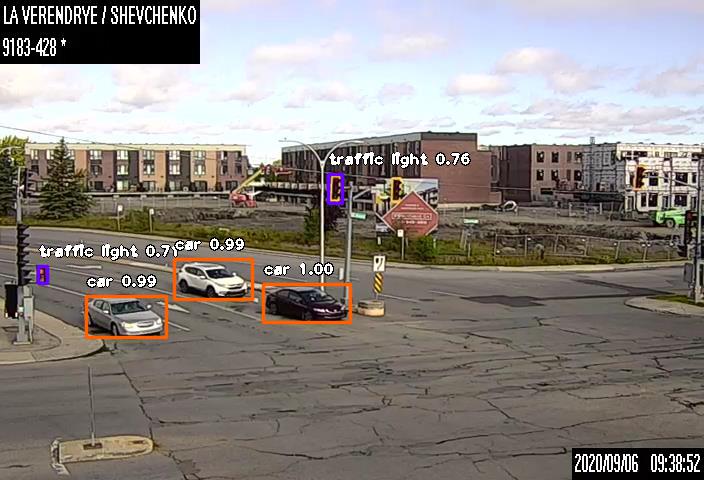 LA VERENDRYE / SHEVCHENKO
9183-428 *
traffic light 0.76
traffic light 0.71
car 0.99
car 1.00
car 0.99
2020/09/06 09:38:52